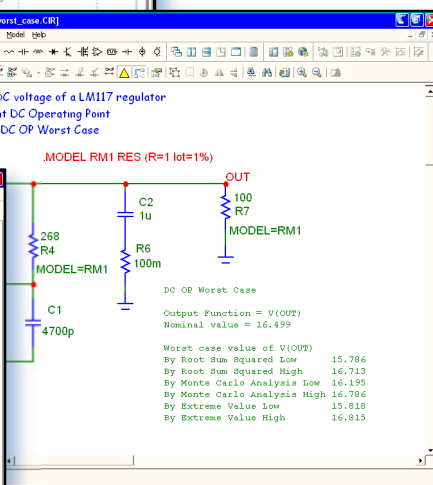 vorst_case.CIR]
Model Help
DC voltage of a LM117 regulator
nt DC Operating Point
DC OP Worst Case
.MODEL RM1 RES (R=1 lot=1%)
OUT
C2
1u
100
R7
MODEL=RM1
268
R4
MODEL=RM1
R6
100m
C1
4700p
DC OP Worst Case
Output Function = V(OUT)
Nominal value = 16.499
Worst case value of V(OUT)
By Root Sum Squared Low 15.786
By Root Sum Squared High 16.713
By Monte Carlo Analysis Low 16.195
By Monte Carlo Analysis High 16.786
By Extreme Value Low 15.818
By Extreme Value High 16.815